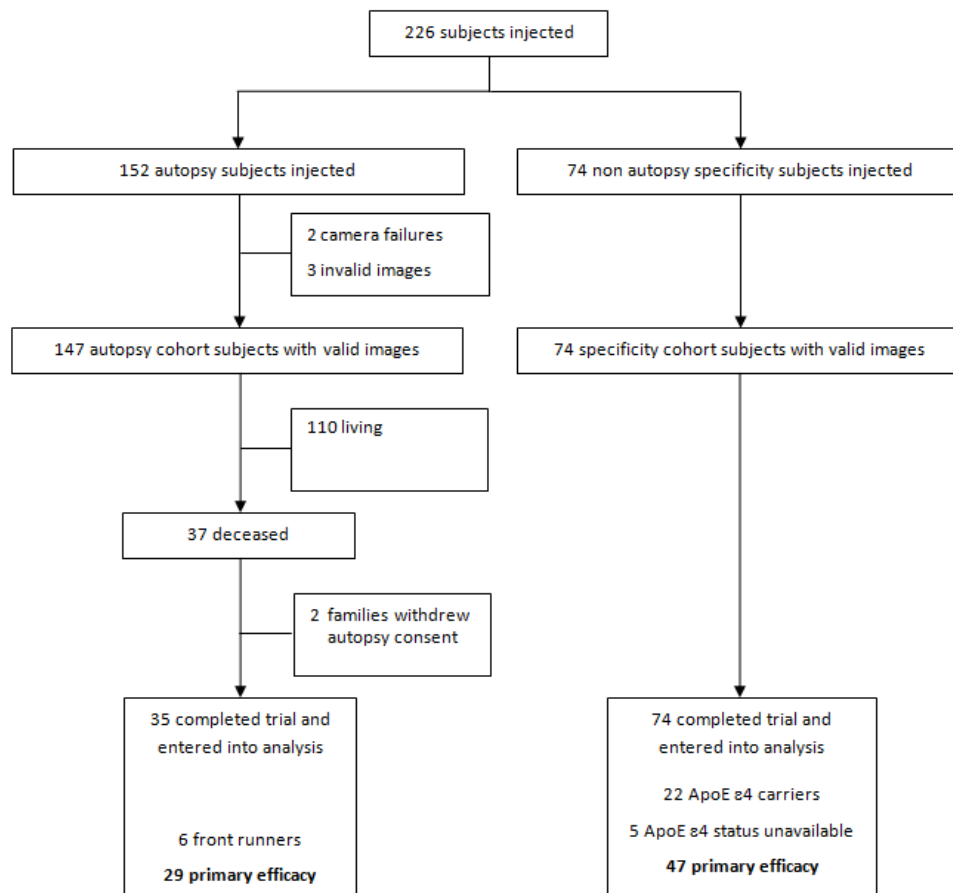 226 subjects injected
152 autopsy subjects injected
74 non autopsy specificity subjects injected
2 camera failures
3 invalid images
147 autopsy cohort subjects with valid images
74 specificity cohort subjects with valid images
110 living
37 deceased
2 families withdrew
autopsy consent
35 completed trial and
entered into analysis
6 front runners
29 primary efficacy
74 completed trial and
entered into analysis
22 ApoE ε4 carriers
5 ApoE ε4 status unavailable
47 primary efficacy